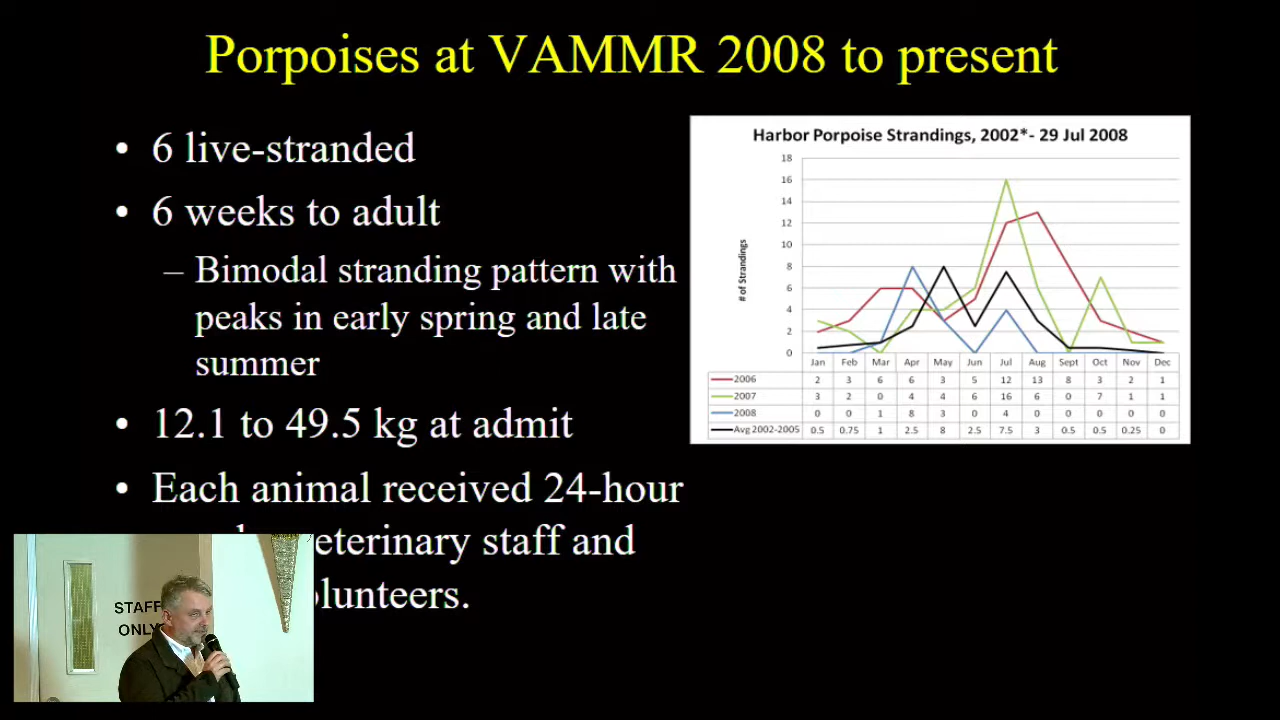 Porpoises at VAMMR 2008 to present
• 6 live-stranded
• 6 weeks to adult
– Bimodal stranding pattern with
peaks in early spring and late
summer
• 12.1 to 49.5 kg at admit
• Each animal received 24-hour
eterinary staff and
olunteers.
Harbor Porpoise Strandings, 2002*- 29 Jul 2008
# of Strandings
18
16
14
12
10
8
6
4
2
0
Jan Feb Mar Apr May Jun Jul Aug Sept Oct Nov Dec
2006 2 3 6 6 3 5 12 13 8 3 2 1
2007 3 2 0 4 4 6 16 6 0 7 1 1
2008 0 0 1 8 3 0 4 0 0 0 0 0
Avg 2002-2005 0.5 0.75 1 2.5 8 2.5 7.5 3 0.5 0.5 0.25 0
STAFF
ONLY